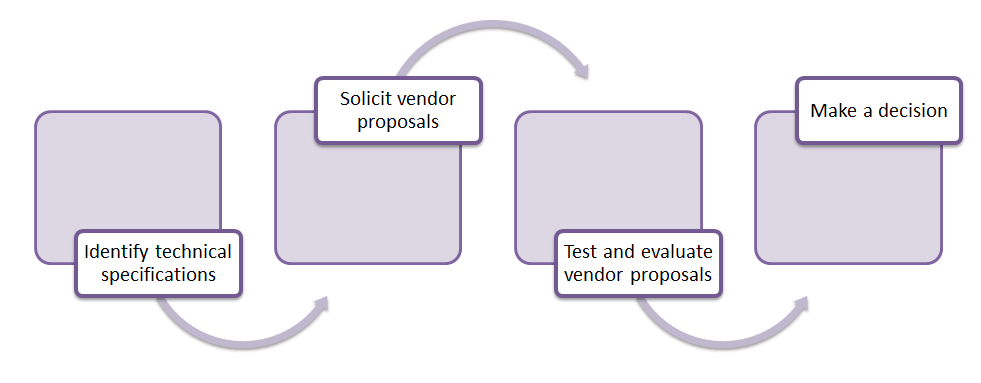 Identify technical
specifications
Solicit vendor
proposals
Test and evaluate
vendor proposals
Make a decision